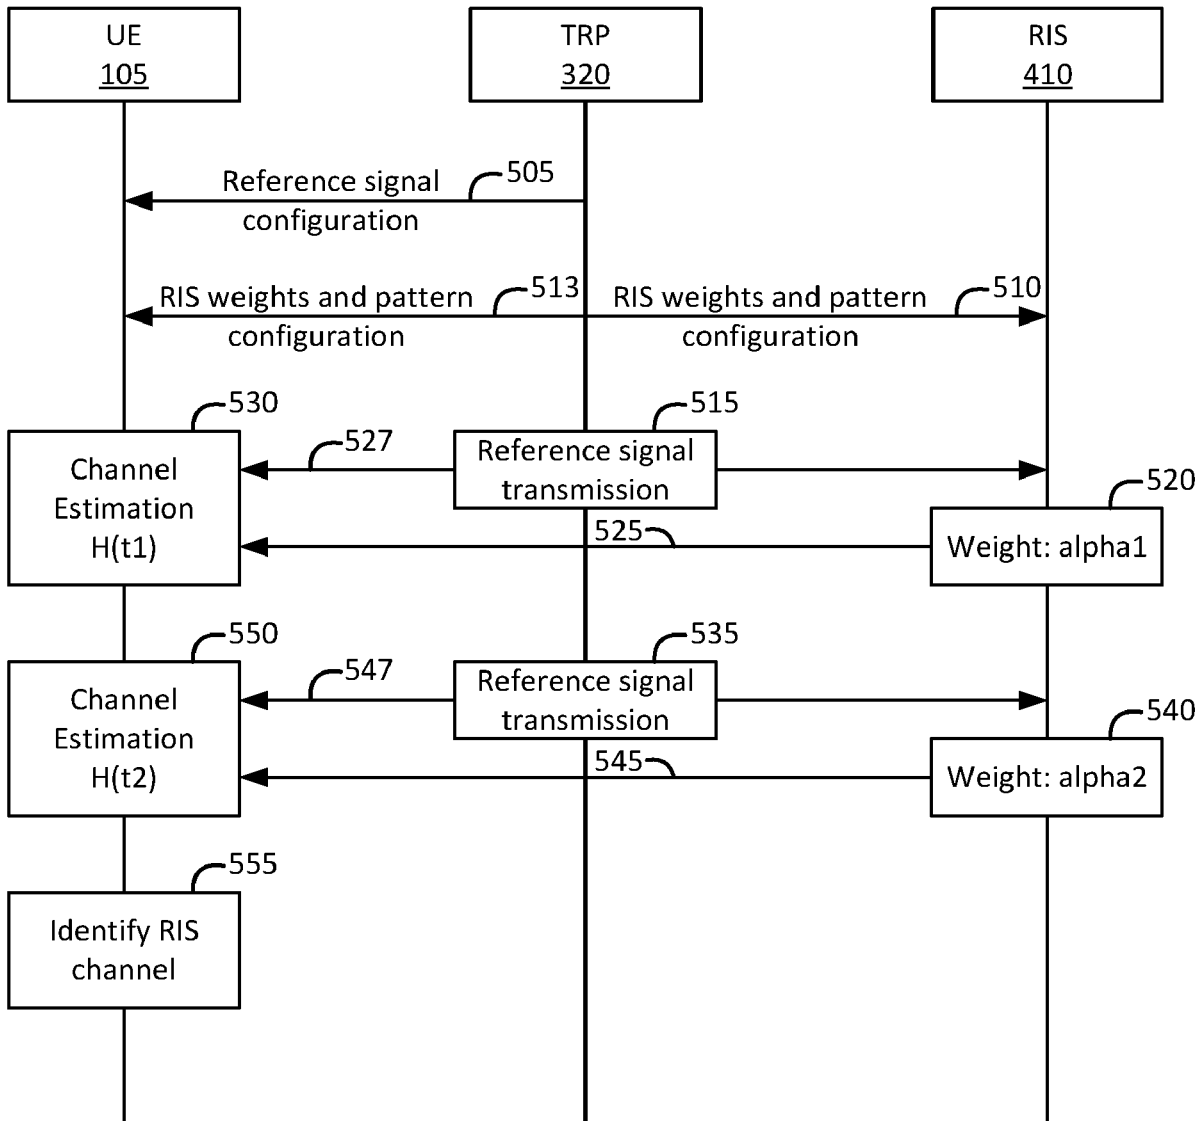 UE
105
TRP
320
RIS
410
505
Reference signal
configuration
513
RIS weights and pattern
configuration
510
RIS weights and pattern
configuration
530
527
515
Channel
Estimation
H(t1)
Reference signal
transmission
520
525
Weight: alpha1
550
547
535
Channel
Estimation
H(t2)
Reference signal
transmission
540
545
Weight: alpha2
555
Identify RIS
channel